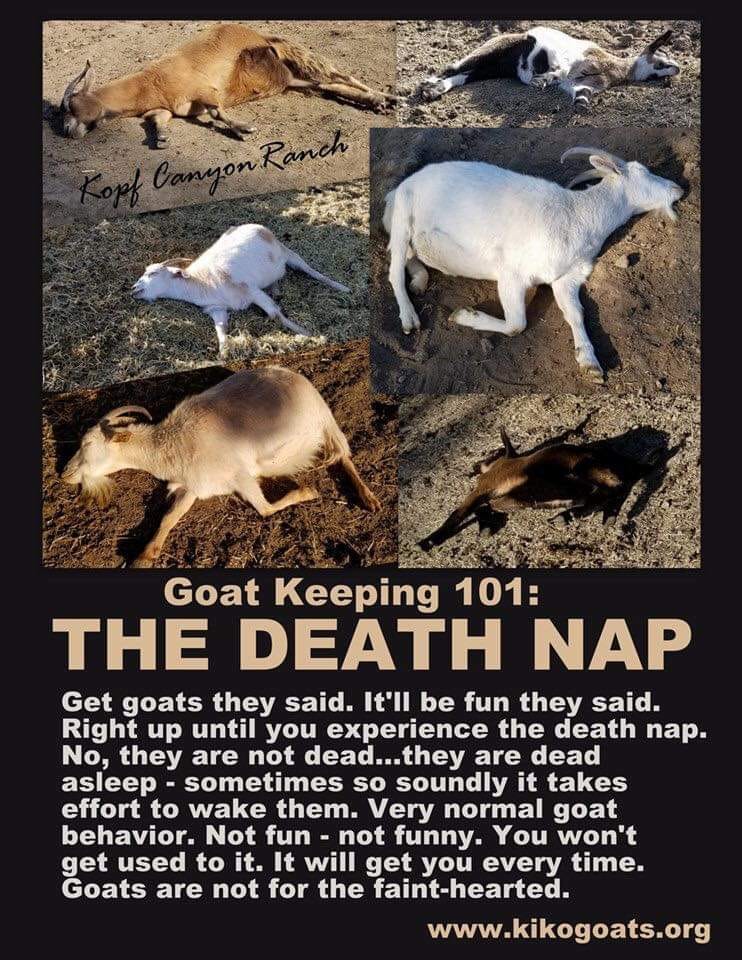 Kopf Canyon Ranch
Goat Keeping 101:
THE DEATH NAP
Get goats they said. It'll be fun they said.
Right up until you experience the death nap.
No, they are not dead...they are dead
asleep - sometimes so soundly it takes
effort to wake them. Very normal goat
behavior. Not fun - not funny. You won't
get used to it. It will get you every time.
Goats are not for the faint-hearted.
www.kikogoats.org